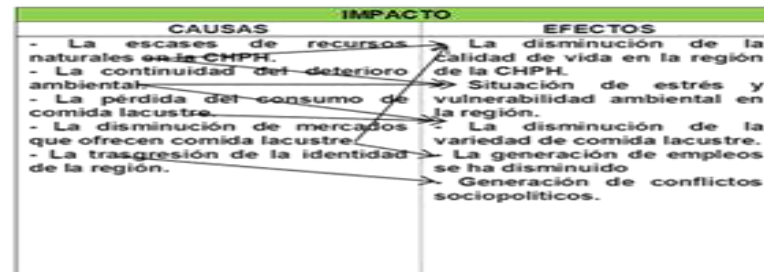 IMPACTO
CAUSAS
- La escases de recursos
naturales en la CHPH.
- La continuidad del deterioro
ambiental.
- La pérdida del consumo de
comida lacustre.
- La disminución de mercados
que ofrecen comida lacustre.
- La trasgresión de la identidad
de la región.
EFECTOS
- La disminución de la
calidad de vida en la región
de la CHPH.
- Situación de estrés y
vulnerabilidad ambiental en
la región.
- La disminución de la
variedad de comida lacustre.
- La generación de empleos
se ha disminuido
- Generación de conflictos
sociopolíticos.